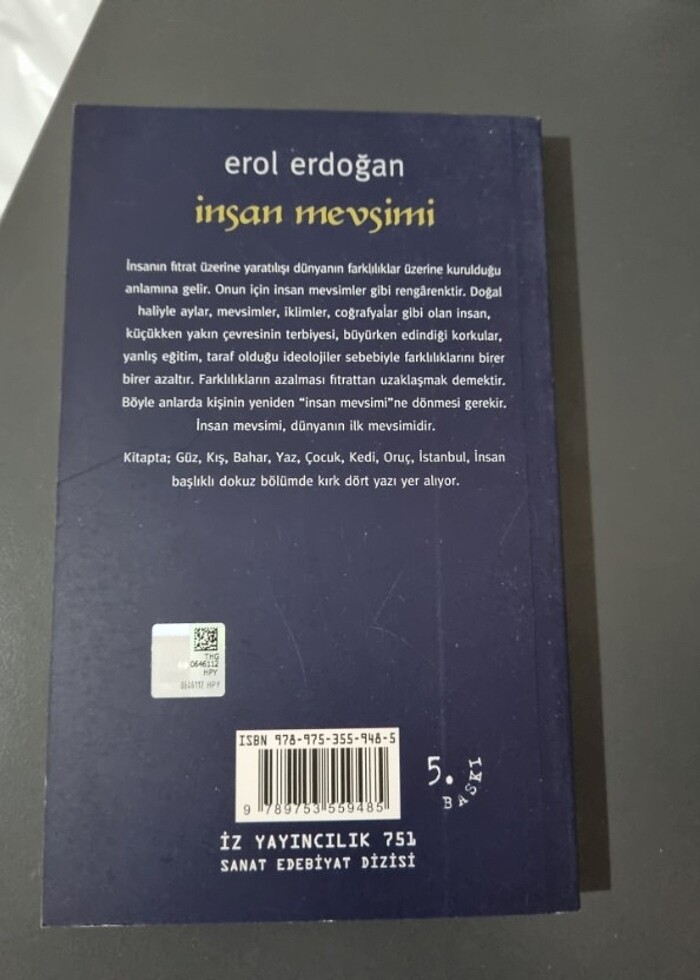 erol erdoğan
insan mevsimi
İnsanın fıtrat üzerine yaratılışı dünyanın farklılıklar üzerine kurulduğu
anlamına gelir. Onun için insan mevsimler gibi rengârenktir. Doğal
haliyle aylar, mevsimler, iklimler, coğrafyalar gibi olan insan,
küçükken yakın çevresinin terbiyesi, büyürken edindiği korkular,
yanlış eğitim, taraf olduğu ideolojiler sebebiyle farklılıklarını birer
birer azaltır. Farklılıkların azalması fıtrattan uzaklaşmak demektir.
Böyle anlarda kişinin yeniden “insan mevsimi”ne dönmesi gerekir.
İnsan mevsimi, dünyanın ilk mevsimidir.
Kitapta; Güz, Kış, Bahar, Yaz, Çocuk, Kedi, Oruç, İstanbul, İnsan
başlıklı dokuz bölümde kırk dört yazı yer alıyor.
THG
0646112
HPY
0646112 HPY
ISBN 978-975-355-948-5
9 789753 559485
5. BASKI
İZ YAYINCILIK 751
SANAT EDEBİYAT DİZİSİ